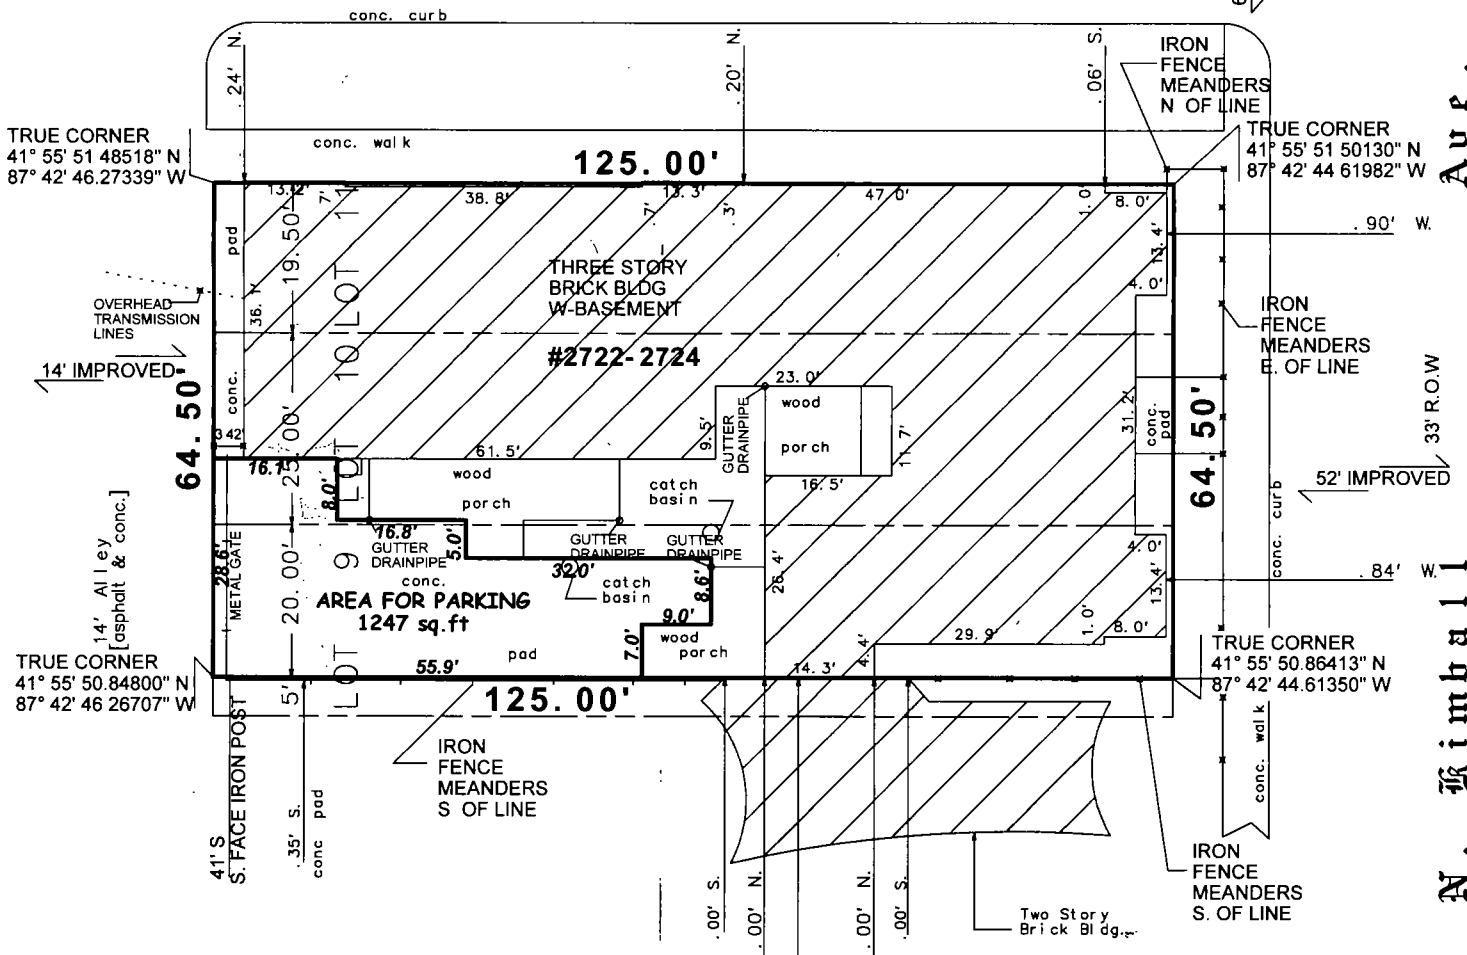 conc. curb
.24' N.
.20' N.
.06' S.
IRON
FENCE
MEANDERS
N OF LINE
TRUE CORNER
41° 55' 51 48518" N
87° 42' 46.27339" W
conc. walk
125.00'
TRUE CORNER
41° 55' 51 50130" N
87° 42' 44 61982" W
Ave.
13.2'
7'
38.8'
.7'
13.3'
.3'
47.0'
1.0'
8.0'
.90' W.
pad
19.50'
LOT 11
13.4'
4.0'
THREE STORY
BRICK BLDG
W-BASEMENT
#2722-2724
OVERHEAD
TRANSMISSION
LINES
36.1'
LOT 10
IRON
FENCE
MEANDERS
E. OF LINE
14' IMPROVED
conc.
64.50'
25.00'
3 42'
23.0'
wood
porch
9.5'
GUTTER
DRAINPIPE
11.7'
16.5'
31.2'
conc.
pad
64.50'
33' R.O.W
52' IMPROVED
61.5'
16.1'
8.0'
wood
porch
catch
basin
16.8'
GUTTER
DRAINPIPE
5.0'
GUTTER
DRAINPIPE
GUTTER
DRAINPIPE
14' Alley
[asphalt & conc.]
28.6'
METAL GATE
20.00'
LOT 9
conc.
32.0'
catch
basin
8.6'
26.4'
4.0'
13.4'
conc. curb
.84' W.
AREA FOR PARKING
1247 sq.ft
9.0'
wood
porch
7.0'
pad
55.9'
14.3'
4.4'
29.9'
1.0'
8.0'
TRUE CORNER
41° 55' 50.84800" N
87° 42' 46 26707" W
TRUE CORNER
41° 55' 50.86413" N
87° 42' 44.61350" W
5'
LOT
125.00'
N. Kimball
41' S
S. FACE IRON POST
.35' S.
conc pad
IRON
FENCE
MEANDERS
S OF LINE
conc. walk
.00' S.
.00' N.
.00' N.
.00' S.
Two Story
Brick Bldg.
IRON
FENCE
MEANDERS
S. OF LINE